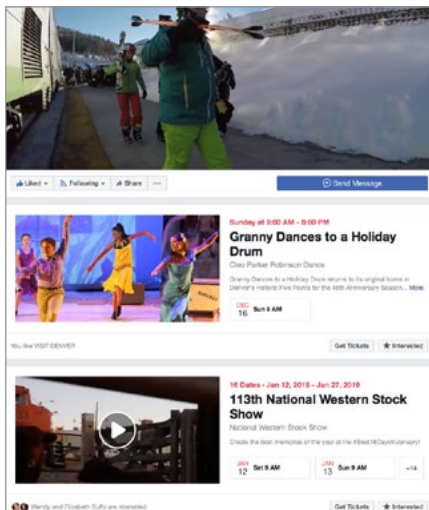 Liked
Following
Share
Send Message
Sunday at 9:00 AM - 8:00 PM
Granny Dances to a Holiday
Drum
Cleo Parker Robinson Dance
Granny Dances to a Holiday Drum returns to its original home in
Denver's historic Five Points for the 48th Anniversary Season... More
DEC
16 Sun 9 AM
You like VISIT DENVER
Get Tickets
Interested
16 Dates · Jan 12, 2019 - Jan 27, 2019
113th National Western Stock
Show
National Western Stock Show
Create the best memories of the year at the #Best16DaysInJanuary!
JAN
12 Sat 9 AM
JAN
13 Sun 9 AM
+14
Wendy and Elizabeth Suffy are interested
Get Tickets
Interested